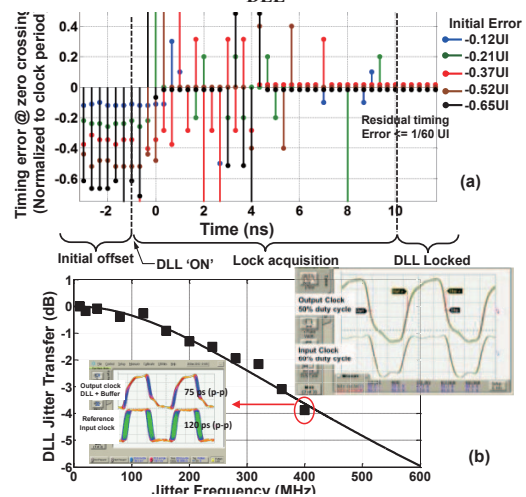 DLL
Timing error @ zero crossing
(Normalized to clock period
0.4
0.2
0
-0.2
-0.4
-0.6
-2 0 2 4 6 8 10
Time (ns)
Initial Error
-0.12UI
-0.21UI
-0.37UI
-0.52UI
-0.65UI
Residual timing
Error <= 1/60 UI
(a)
Initial offset
DLL 'ON'
Lock acquisition
DLL Locked
DLL Jitter Transfer (dB)
1
0
-1
-2
-3
-4
-5
-6
0 100 200 300 400 500 600
Jitter Frequency (MHz)
Output Clock
50% duty cycle
Input Clock
60% duty cycle
Output clock
DLL + Buffer
75 ps (p-p)
Reference
Input clock
120 ps (p-p)
(b)